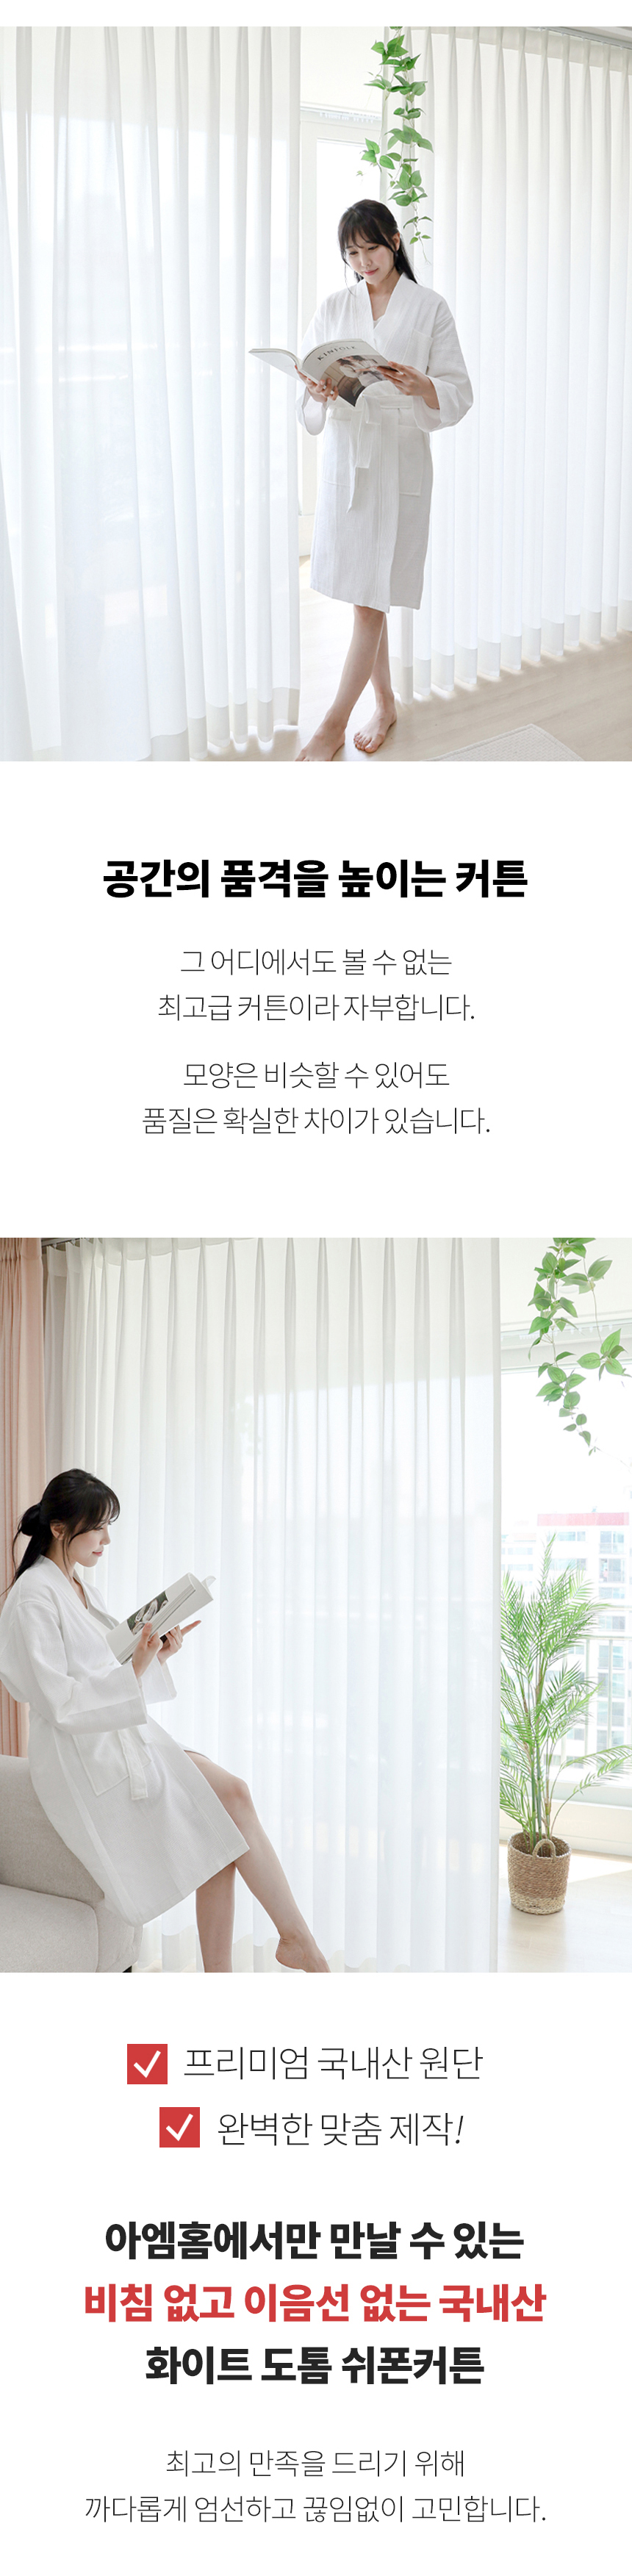 KINFOLK
공간의 품격을 높이는 커튼
그 어디에서도 볼 수 없는
최고급 커튼이라 자부합니다.
모양은 비슷할 수 있어도
품질은 확실한 차이가 있습니다.
프리미엄 국내산 원단
완벽한 맞춤 제작!
아엠홈에서만 만날 수 있는
비침 없고 이음선 없는 국내산
화이트 도톰 쉬폰커튼
최고의 만족을 드리기 위해
까다롭게 엄선하고 끊임없이 고민합니다.